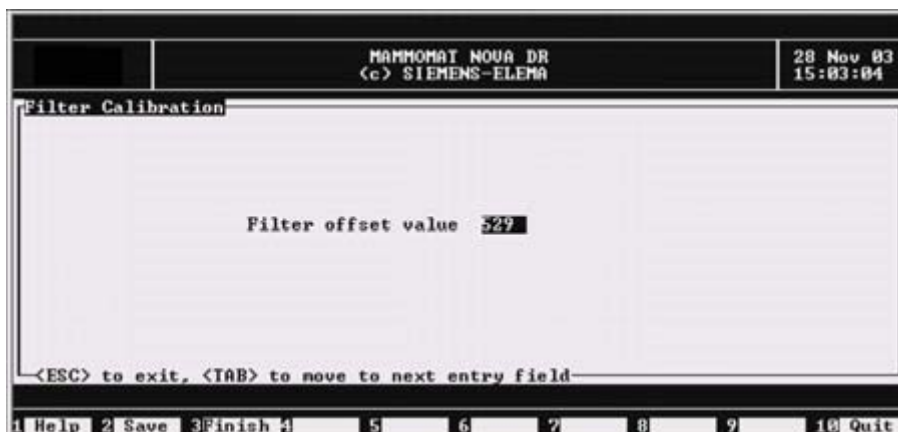 MAMMOMAT NOVA DR
(c) SIEMENS-ELEMA
28 Nov 03
15:03:04
Filter Calibration
Filter offset value 529
<ESC> to exit, <TAB> to move to next entry field
1 Help 2 Save 3Finish 4 5 6 7 8 9 10 Quit